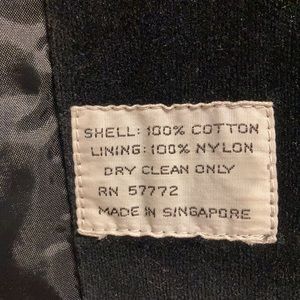 SHELL: 100% COTTON
LINING: 100% NYLON
DRY CLEAN ONLY
RN 57772
MADE IN SINGAPORE